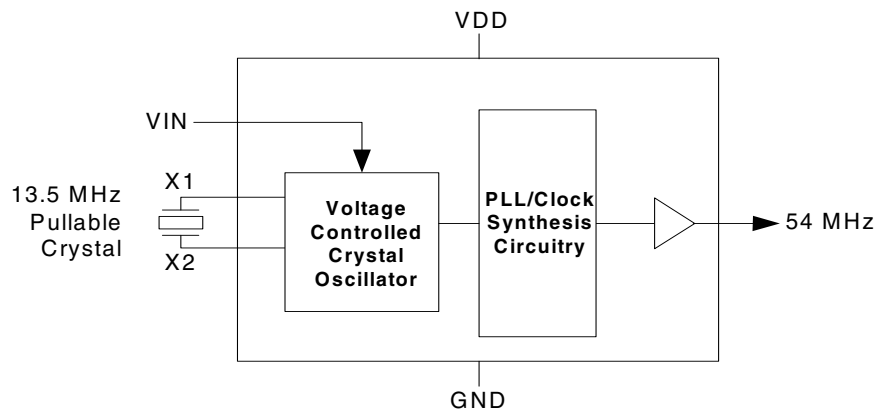 VDD
VIN
13.5 MHz
Pullable
Crystal
X1
X2
Voltage
Controlled
Crystal
Oscillator
PLL/Clock
Synthesis
Circuitry
54 MHz
GND